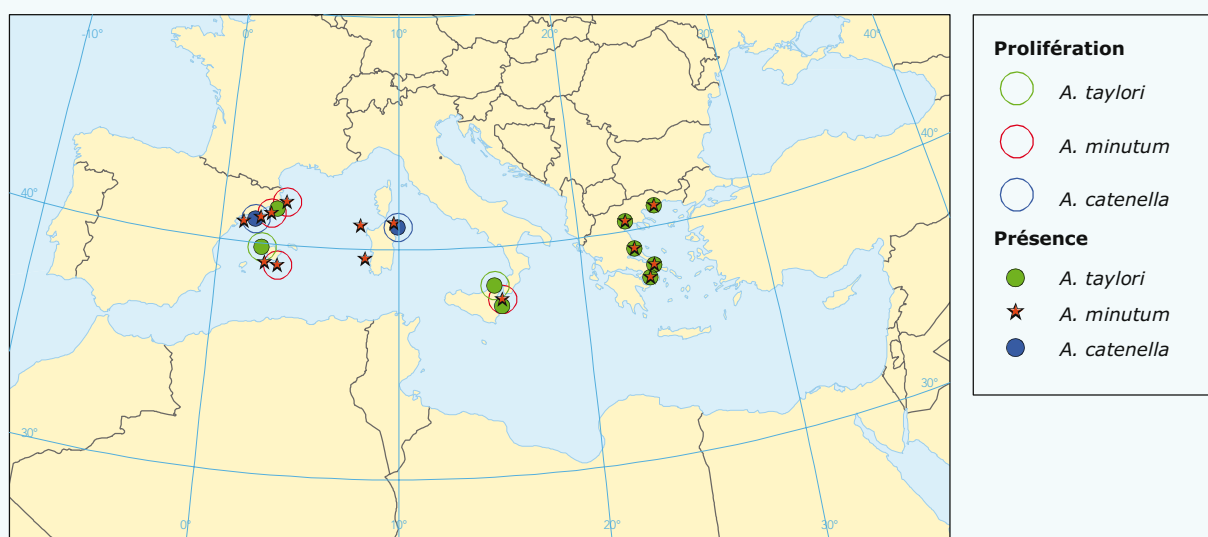 -10°
0°
10°
20°
30°
40°
40°
40°
30°
30°
0°
10°
20°
30°
Prolifération
A. taylori
A. minutum
A. catenella
Présence
A. taylori
A. minutum
A. catenella